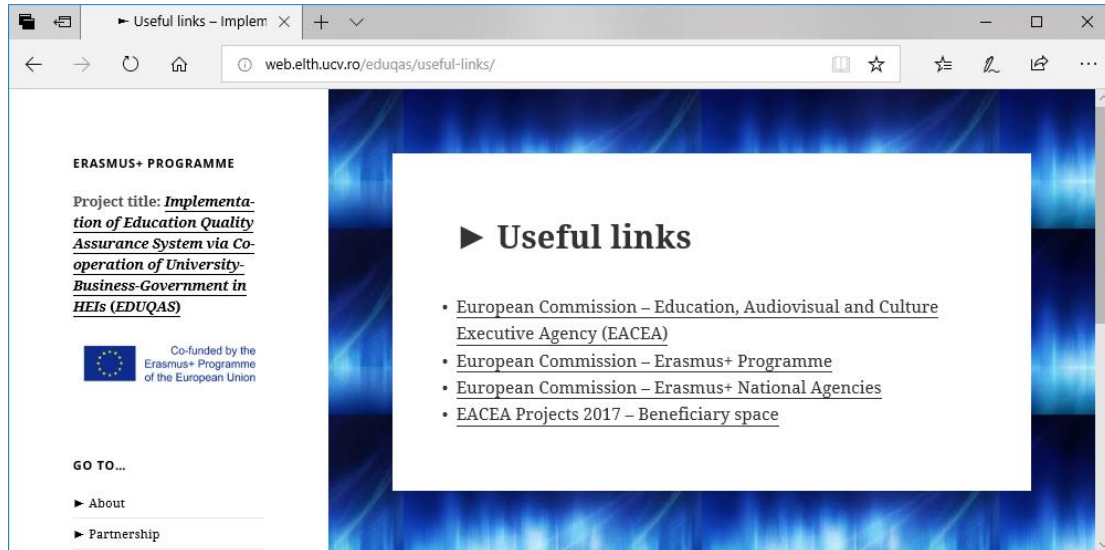 ► Useful links – Implem
web.elth.ucv.ro/eduqas/useful-links/
ERASMUS+ PROGRAMME
Project title: Implementa-
tion of Education Quality
Assurance System via Co-
operation of University-
Business-Government in
HEIs (EDUQAS)
Co-funded by the
Erasmus+ Programme
of the European Union
GO TO...
► About
► Partnership
► Useful links
• European Commission – Education, Audiovisual and Culture
Executive Agency (EACEA)
• European Commission – Erasmus+ Programme
• European Commission – Erasmus+ National Agencies
• EACEA Projects 2017 – Beneficiary space